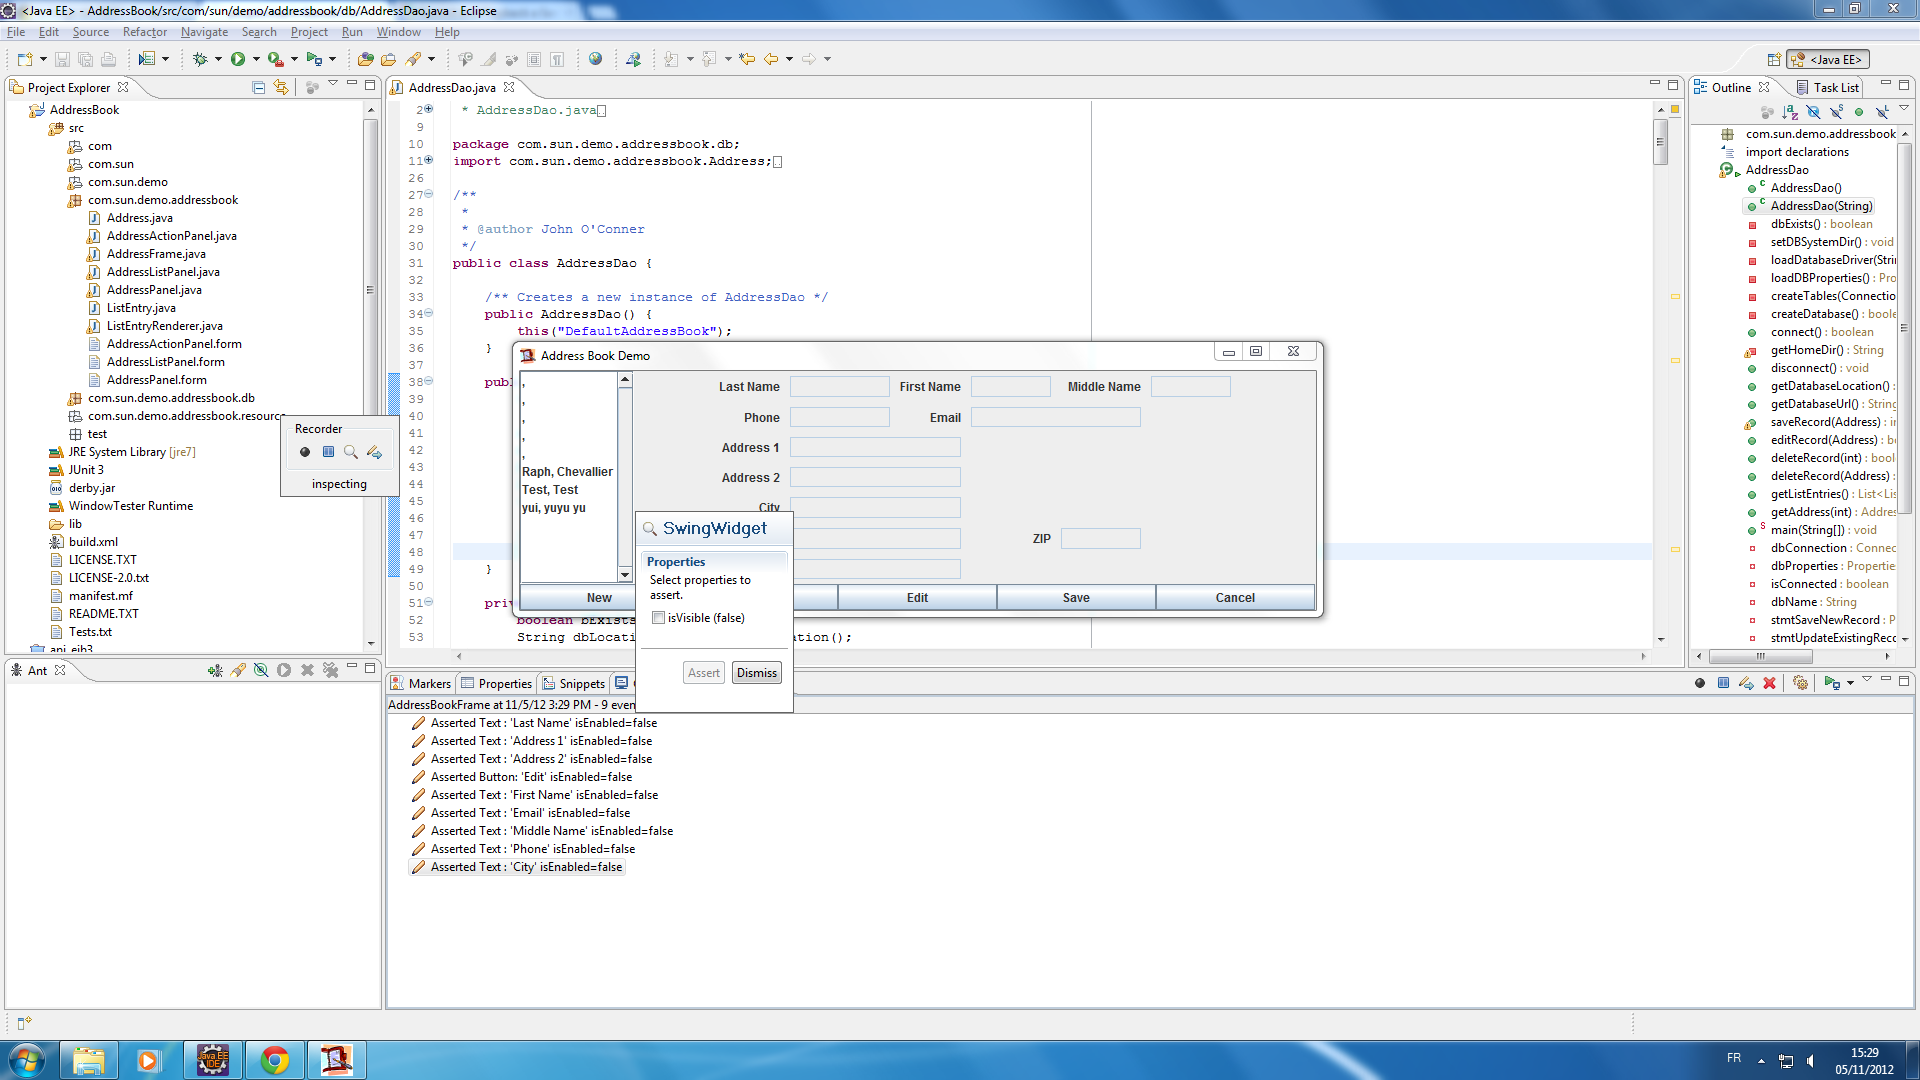 <Java EE> - AddressBook/src/com/sun/demo/addressbook/db/AddressDao.java - Eclipse
File Edit Source Refactor Navigate Search Project Run Window Help
<Java EE>
Project Explorer
AddressBook
src
com
com.sun
com.sun.demo
com.sun.demo.addressbook
Address.java
AddressActionPanel.java
AddressFrame.java
AddressListPanel.java
AddressPanel.java
ListEntry.java
ListEntryRenderer.java
AddressActionPanel.form
AddressListPanel.form
AddressPanel.form
com.sun.demo.addressbook.db
com.sun.demo.addressbook.resource
test
JRE System Library [jre7]
JUnit 3
derby.jar
WindowTester Runtime
lib
build.xml
LICENSE.TXT
LICENSE-2.0.txt
manifest.mf
README.TXT
Tests.txt
Recorder
inspecting
Ant
AddressDao.java
2 * AddressDao.java
9
10 package com.sun.demo.addressbook.db;
11 import com.sun.demo.addressbook.Address;
26
27 /**
28 *
29 * @author John O'Conner
30 */
31 public class AddressDao {
32
33 /** Creates a new instance of AddressDao */
34 public AddressDao() {
35 this("DefaultAddressBook");
36 }
37
38 pub
39
40
41
42
43
44
45
46
47
48
49 }
50
51 pri
52 boolean bExists
53 String dbLocati ation();
Address Book Demo
,
,
,
,
,
Raph, Chevallier
Test, Test
yui, yuyu yu
Last Name First Name Middle Name
Phone Email
Address 1
Address 2
City
ZIP
New Edit Save Cancel
SwingWidget
Properties
Select properties to
assert.
isVisible (false)
Assert Dismiss
Markers Properties Snippets
AddressBookFrame at 11/5/12 3:29 PM - 9 even
Asserted Text : 'Last Name' isEnabled=false
Asserted Text : 'Address 1' isEnabled=false
Asserted Text : 'Address 2' isEnabled=false
Asserted Button: 'Edit' isEnabled=false
Asserted Text : 'First Name' isEnabled=false
Asserted Text : 'Email' isEnabled=false
Asserted Text : 'Middle Name' isEnabled=false
Asserted Text : 'Phone' isEnabled=false
Asserted Text : 'City' isEnabled=false
Outline Task List
com.sun.demo.addressbook
import declarations
AddressDao
AddressDao()
AddressDao(String)
dbExists() : boolean
setDBSystemDir() : void
loadDatabaseDriver(Strin
loadDBProperties() : Pro
createTables(Connectio
createDatabase() : boole
connect() : boolean
getHomeDir() : String
disconnect() : void
getDatabaseLocation() :
getDatabaseUrl() : String
saveRecord(Address) : in
editRecord(Address) : b
deleteRecord(int) : bool
deleteRecord(Address) :
getListEntries() : List<Lis
getAddress(int) : Addres
main(String[]) : void
dbConnection : Connec
dbProperties : Propertie
isConnected : boolean
dbName : String
stmtSaveNewRecord : P
stmtUpdateExistingReco
Java EE
IDE
FR
15:29
05/11/2012